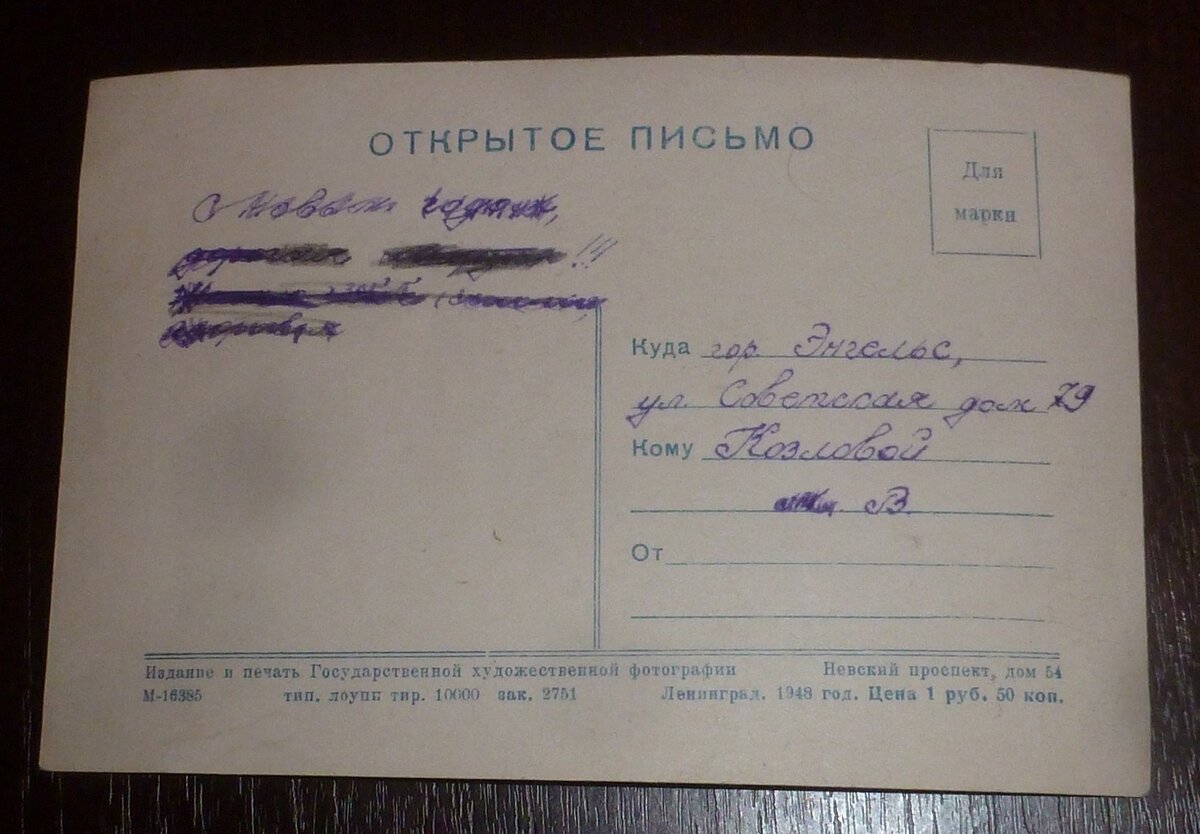 ОТКРЫТОЕ ПИСЬМО
Для
марки
С Новым годом,
!!!
здоровья
Куда гор. Энгельс,
ул. Советская дом 79
Кому Козловой
В.
От
Издание и печать Государственной художественной фотографии Невский проспект, дом 54
М-16385 тип. лоупп тир. 10000 зак. 2751 Ленинград. 1948 год. Цена 1 руб. 50 коп.